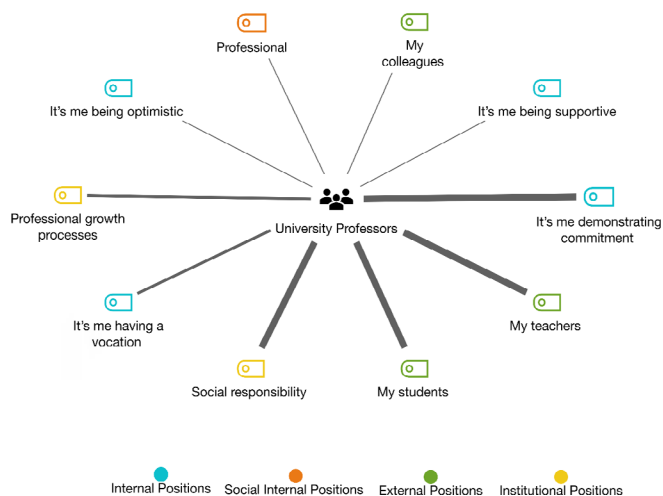 Professional
My
colleagues
It's me being optimistic
It's me being supportive
Professional growth
processes
University Professors
It's me demonstrating
commitment
It's me having a
vocation
My teachers
Social responsibility
My students
Internal Positions
Social Internal Positions
External Positions
Institutional Positions